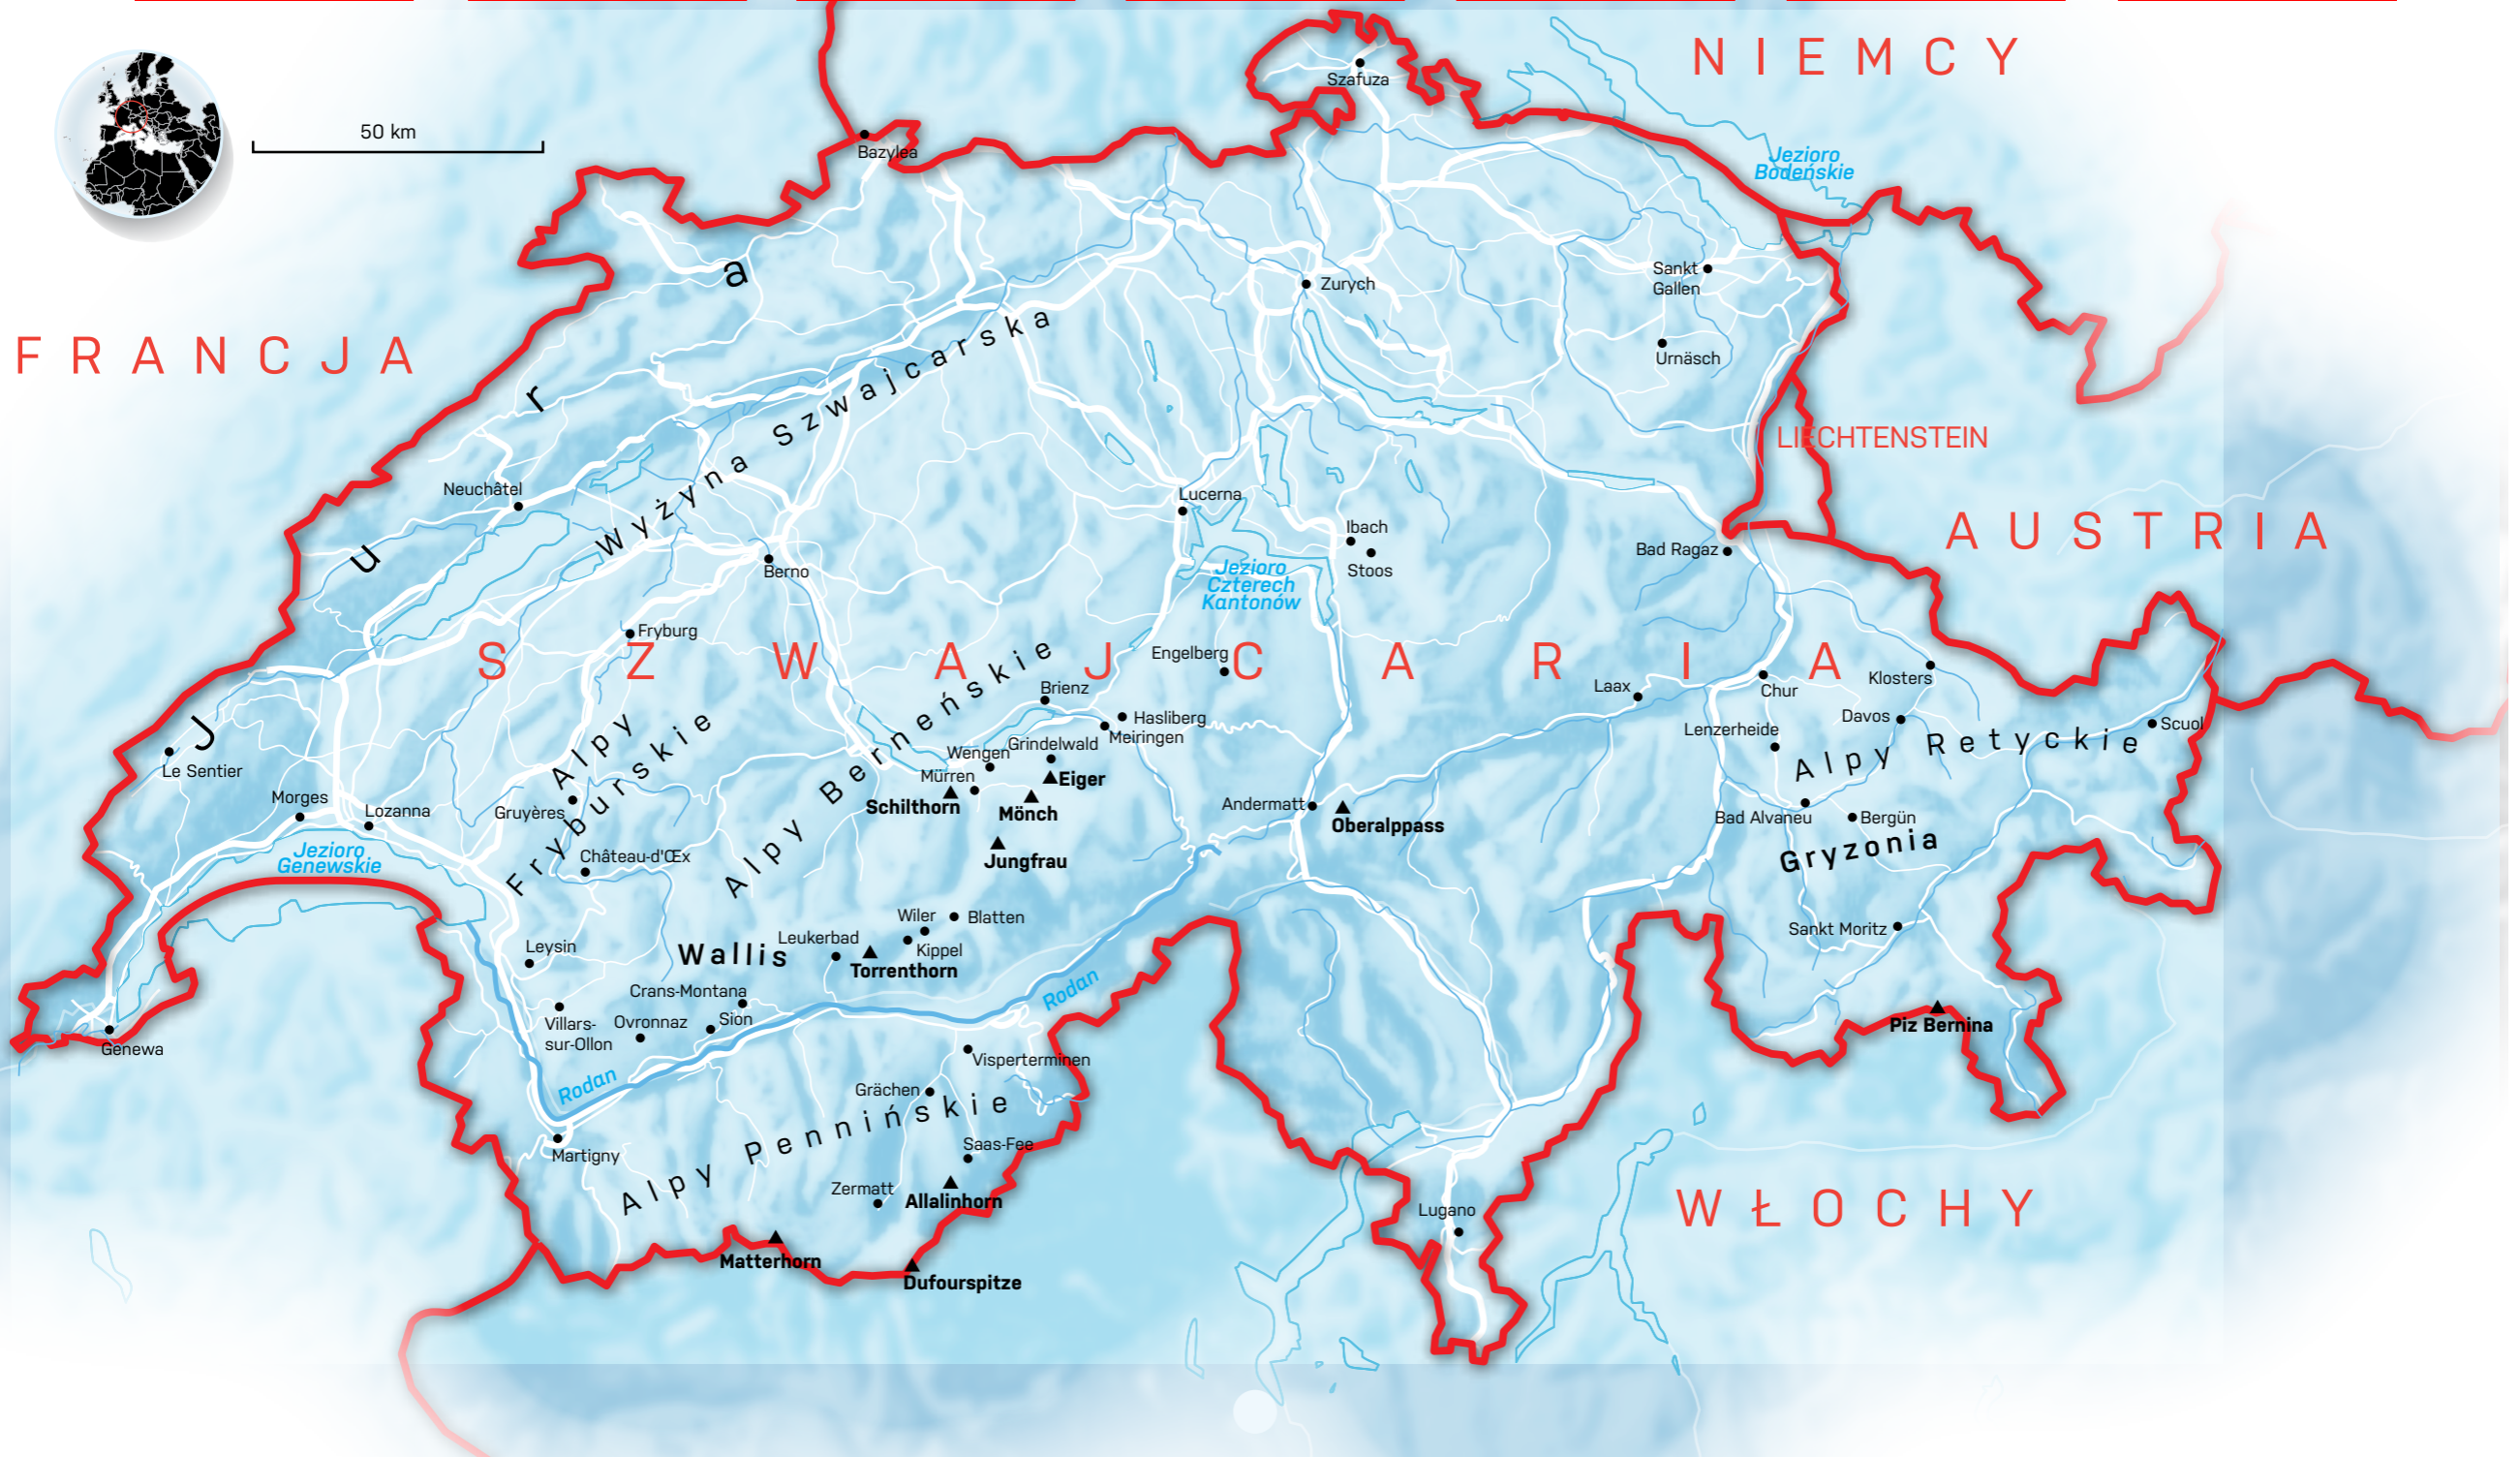 NIEMCY
Szafuza
50 km
Bazylea
Jezioro
Bodeńskie
Sankt
Gallen
Zurych
FRANCJA
Urnäsch
LIECHTENSTEIN
Jura
Wyżyna Szwajcarska
Neuchâtel
Lucerna
AUSTRIA
Ibach
Bad Ragaz
Stoos
Berno
Jezioro
Czterech
Kantonów
Fryburg
SZWAJCARIA
Engelberg
Brienz
Laax
Chur
Klosters
Hasliberg
Meiringen
Davos
Scuol
Lenzerheide
Alpy Retyckie
Grindelwald
Wengen
Mürren
Eiger
Schilthorn
Mönch
Le Sentier
Morges
Lozanna
Gruyères
Alpy
Fryburskie
Alpy Berneńskie
Andermatt
Oberalppass
Bad Alvaneu
Bergün
Gryzonia
Jezioro
Genewskie
Château-d'Œx
Jungfrau
Wiler
Blatten
Leukerbad
Kippel
Wallis
Torrenthorn
Sankt Moritz
Leysin
Crans-Montana
Rodan
Villars-
sur-Ollon
Ovronnaz
Sion
Piz Bernina
Genewa
Visperterminen
Rodan
Grächen
Alpy Pennińskie
Saas-Fee
Martigny
Zermatt
Allalinhorn
Lugano
WŁOCHY
Matterhorn
Dufourspitze